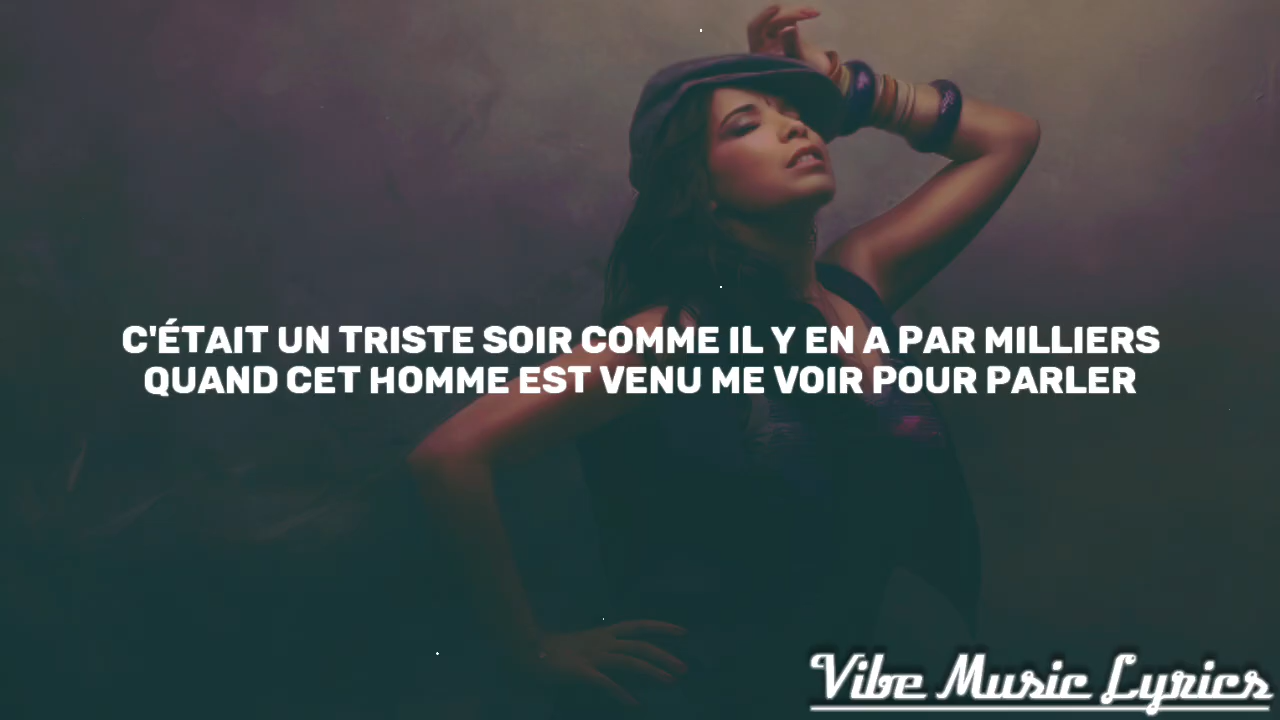 C'ÉTAIT UN TRISTE SOIR COMME IL Y EN A PAR MILLIERS
QUAND CET HOMME EST VENU ME VOIR POUR PARLER
Vibe Music Lyrics